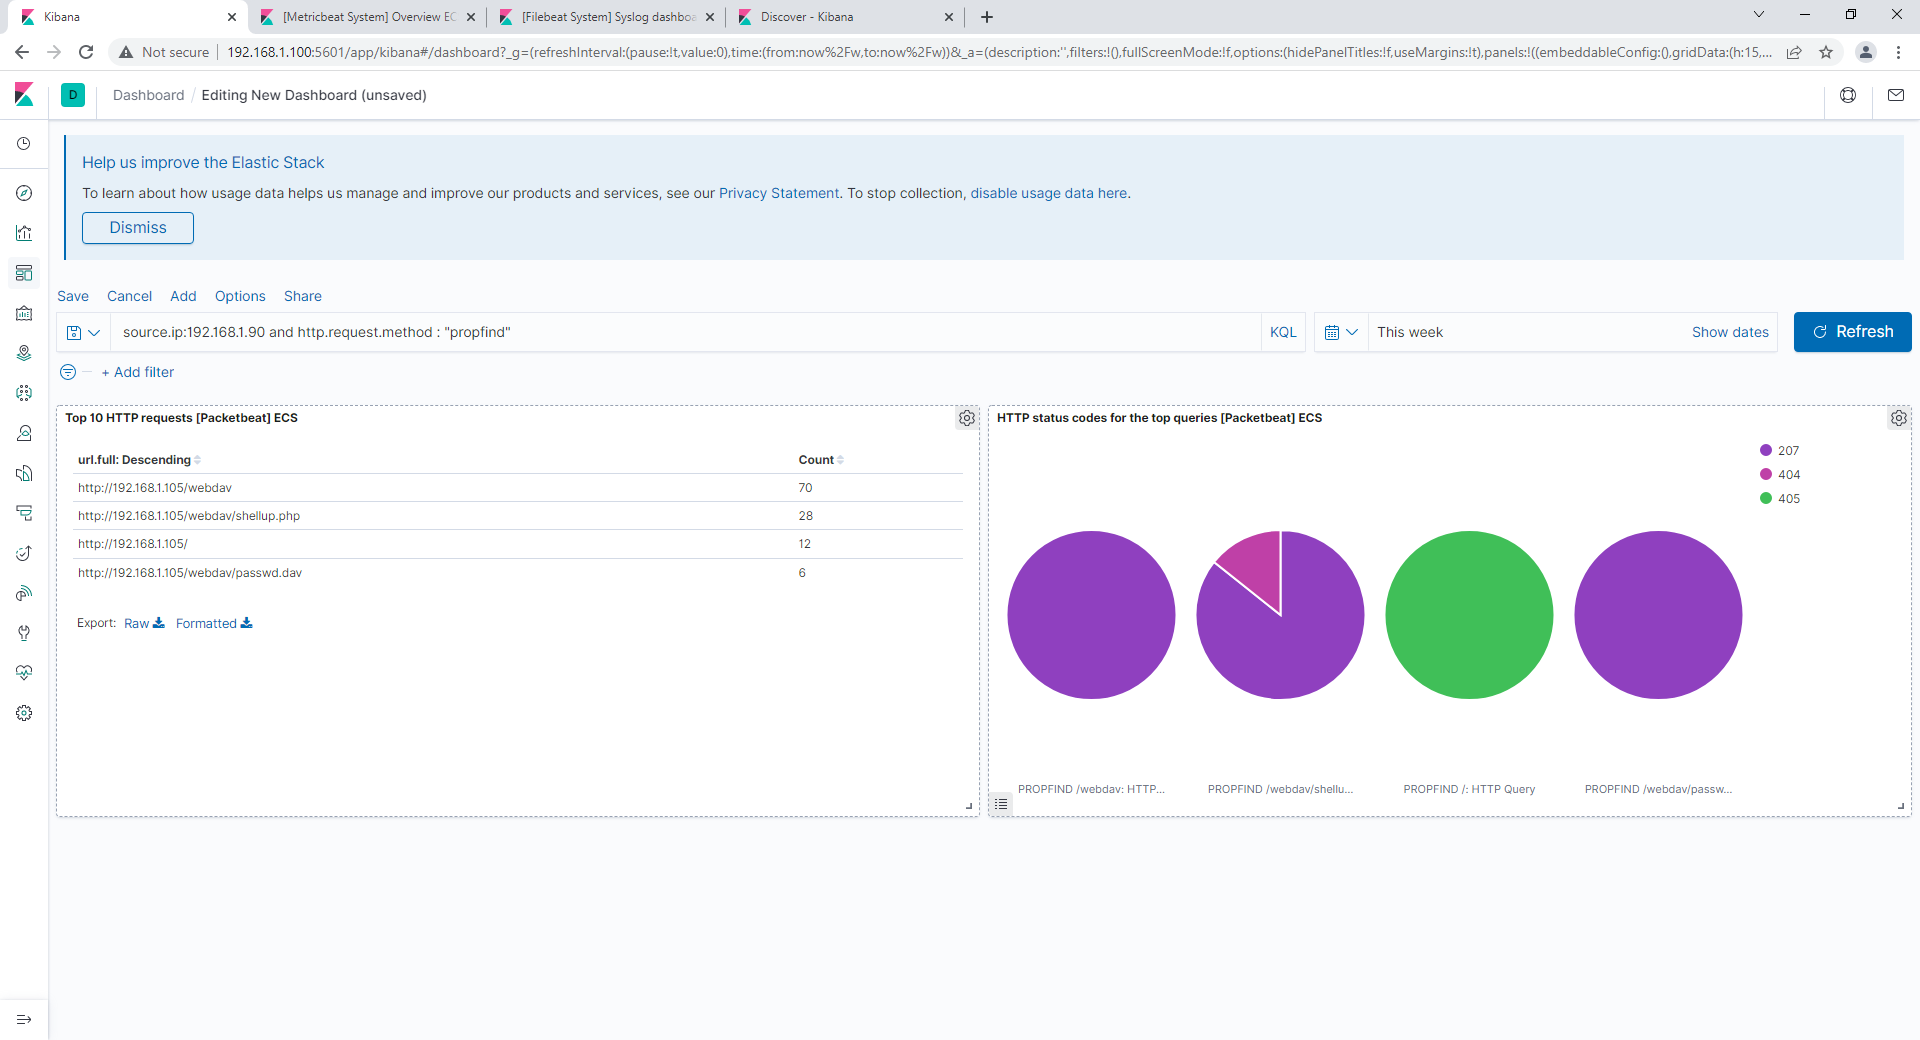 Kibana
[Metricbeat System] Overview EC
[Filebeat System] Syslog dashboa
Discover - Kibana
Not secure
192.168.1.100:5601/app/kibana#/dashboard?_g=(refreshInterval:(pause:!t,value:0),time:(from:now%2Fw,to:now%2Fw))&_a=(description:'',filters:!(),fullScreenMode:!f,options:(hidePanelTitles:!f,useMargins:!t),panels:!((embeddableConfig:(),gridData:(h:15,...
D
Dashboard / Editing New Dashboard (unsaved)
Help us improve the Elastic Stack
To learn about how usage data helps us manage and improve our products and services, see our Privacy Statement. To stop collection, disable usage data here.
Dismiss
Save Cancel Add Options Share
source.ip:192.168.1.90 and http.request.method : "propfind"
KQL
This week
Show dates
Refresh
+ Add filter
Top 10 HTTP requests [Packetbeat] ECS
url.full: Descending Count
http://192.168.1.105/webdav 70
http://192.168.1.105/webdav/shellup.php 28
http://192.168.1.105/ 12
http://192.168.1.105/webdav/passwd.dav 6
Export: Raw Formatted
HTTP status codes for the top queries [Packetbeat] ECS
207
404
405
PROPFIND /webdav: HTTP...
PROPFIND /webdav/shellu...
PROPFIND /: HTTP Query
PROPFIND /webdav/passw...